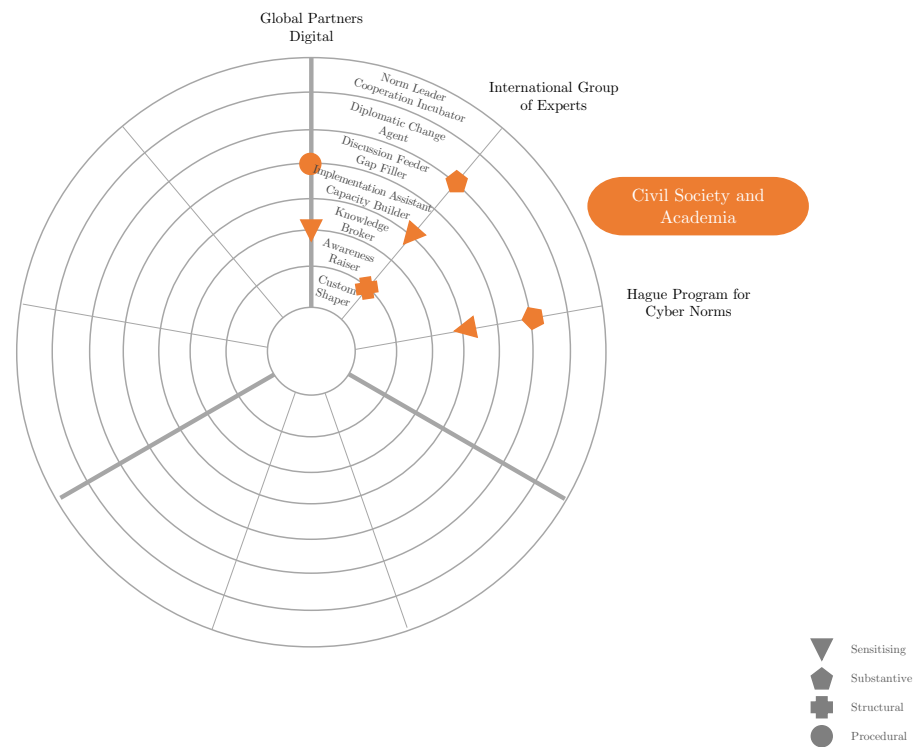 Global Partners
Digital
Norm Leader
Cooperation Incubator
International Group
of Experts
Diplomatic Change
Agent
Discussion Feeder
Gap Filler
Implementation Assistant
Capacity Builder
Civil Society and
Academia
Knowledge
Broker
Awareness
Raiser
Custom
Shaper
Hague Program for
Cyber Norms
Sensitising
Substantive
Structural
Procedural